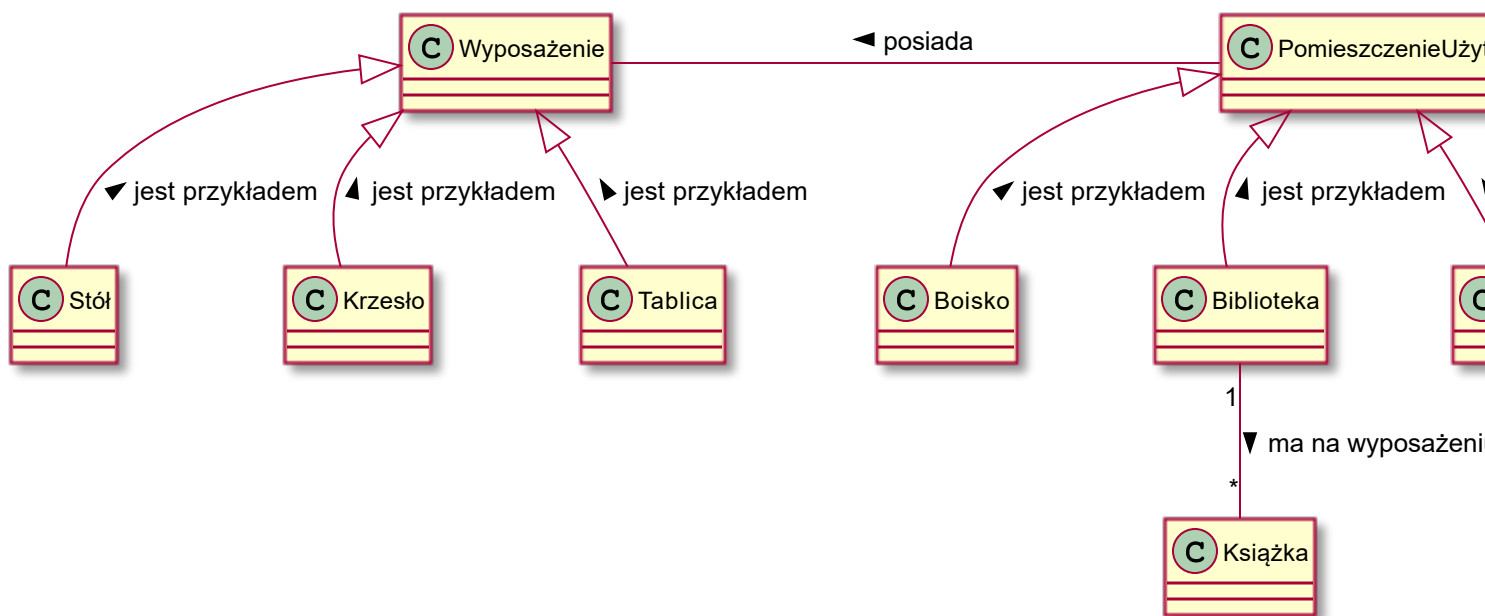 C Wyposażenie
posiada
C PomieszczenieUży
jest przykładem
jest przykładem
jest przykładem
jest przykładem
jest przykładem
C Stół
C Krzesło
C Tablica
C Boisko
C Biblioteka
C
1
ma na wyposażeni
*
C Książka